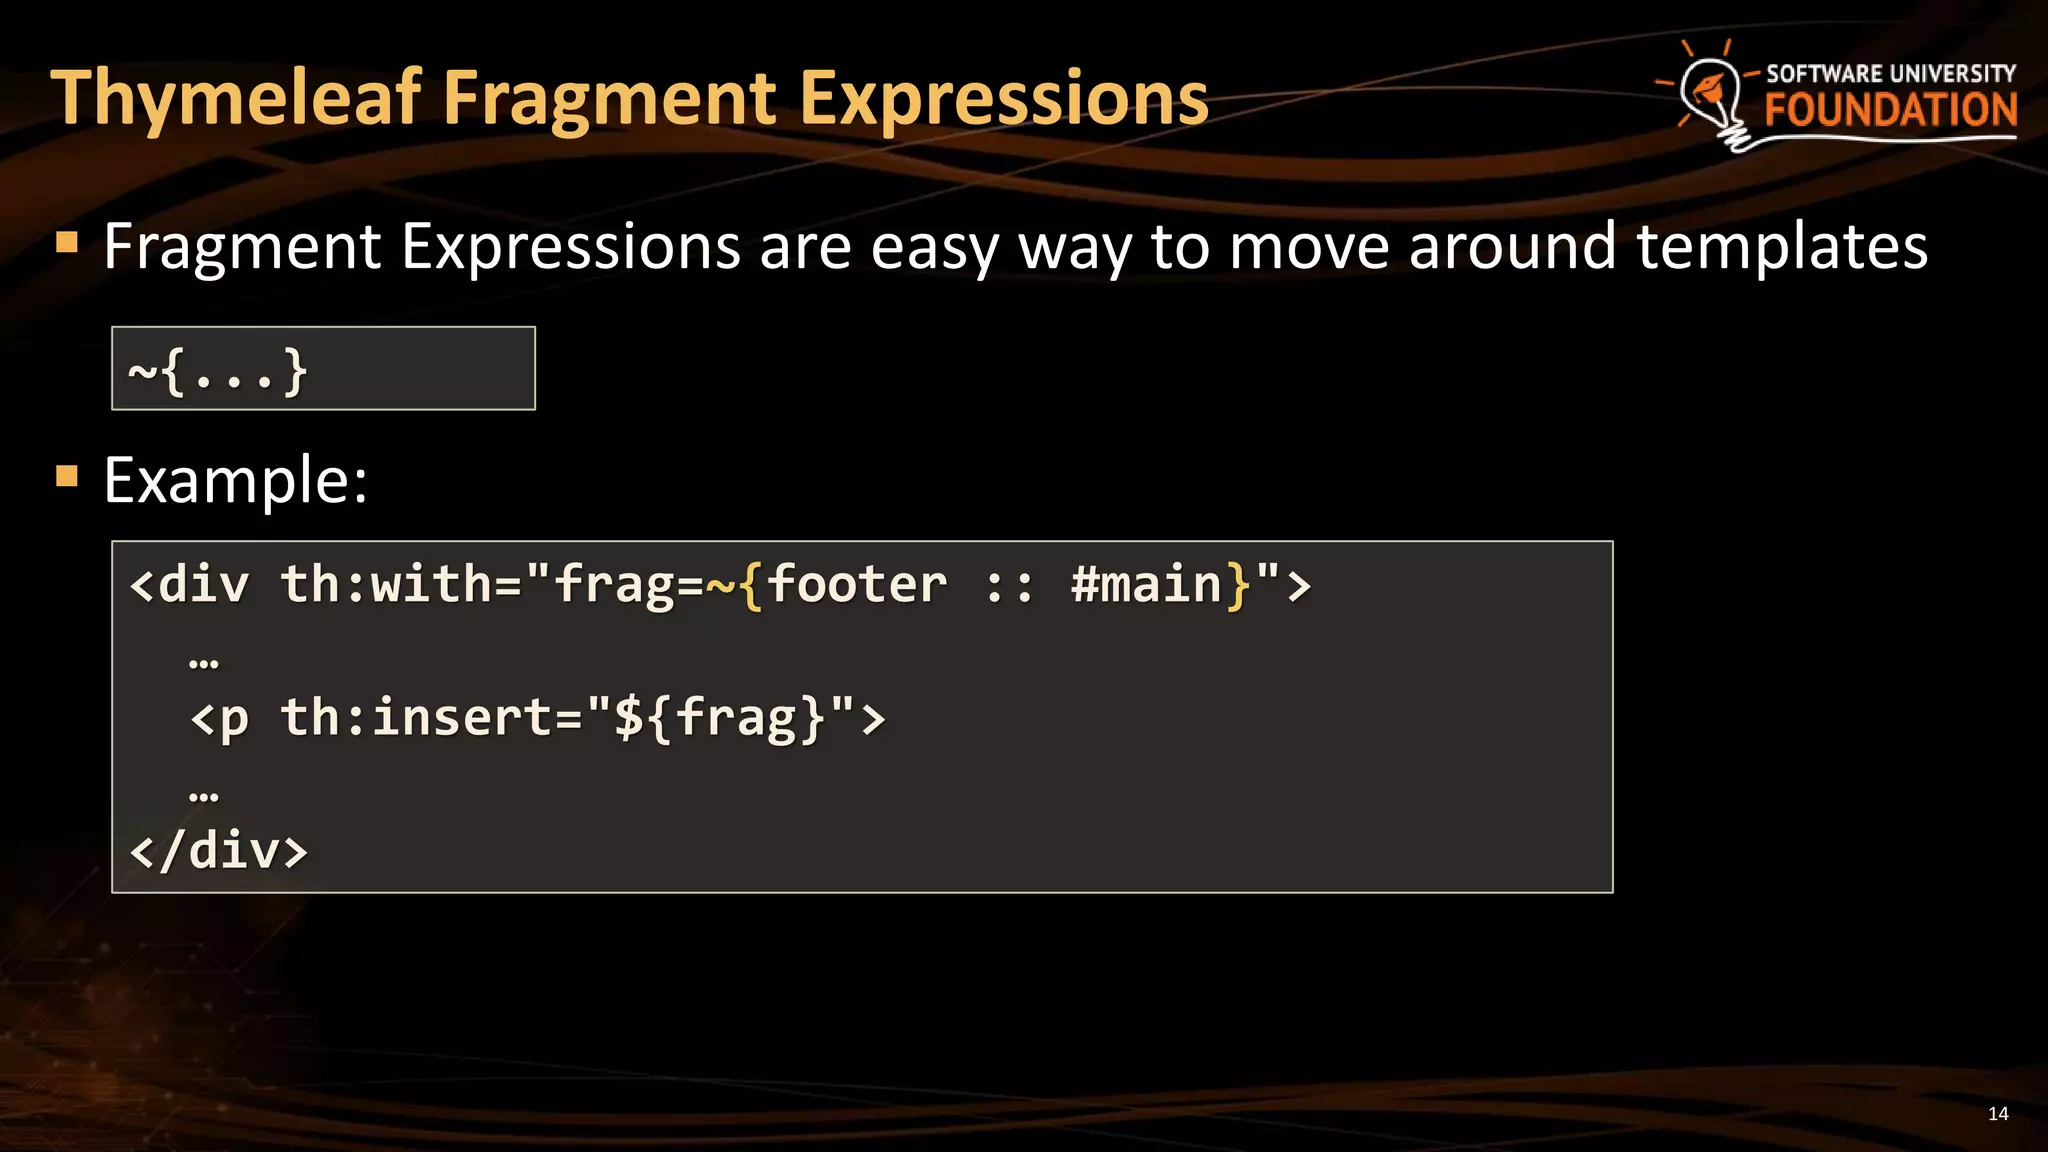 Thymeleaf Fragment Expressions
SOFTWARE UNIVERSITY
FOUNDATION
▪ Fragment Expressions are easy way to move around templates
~{...}
▪ Example:
<div th:with="frag=~{footer :: #main}">
…
<p th:insert="${frag}">
…
</div>
14